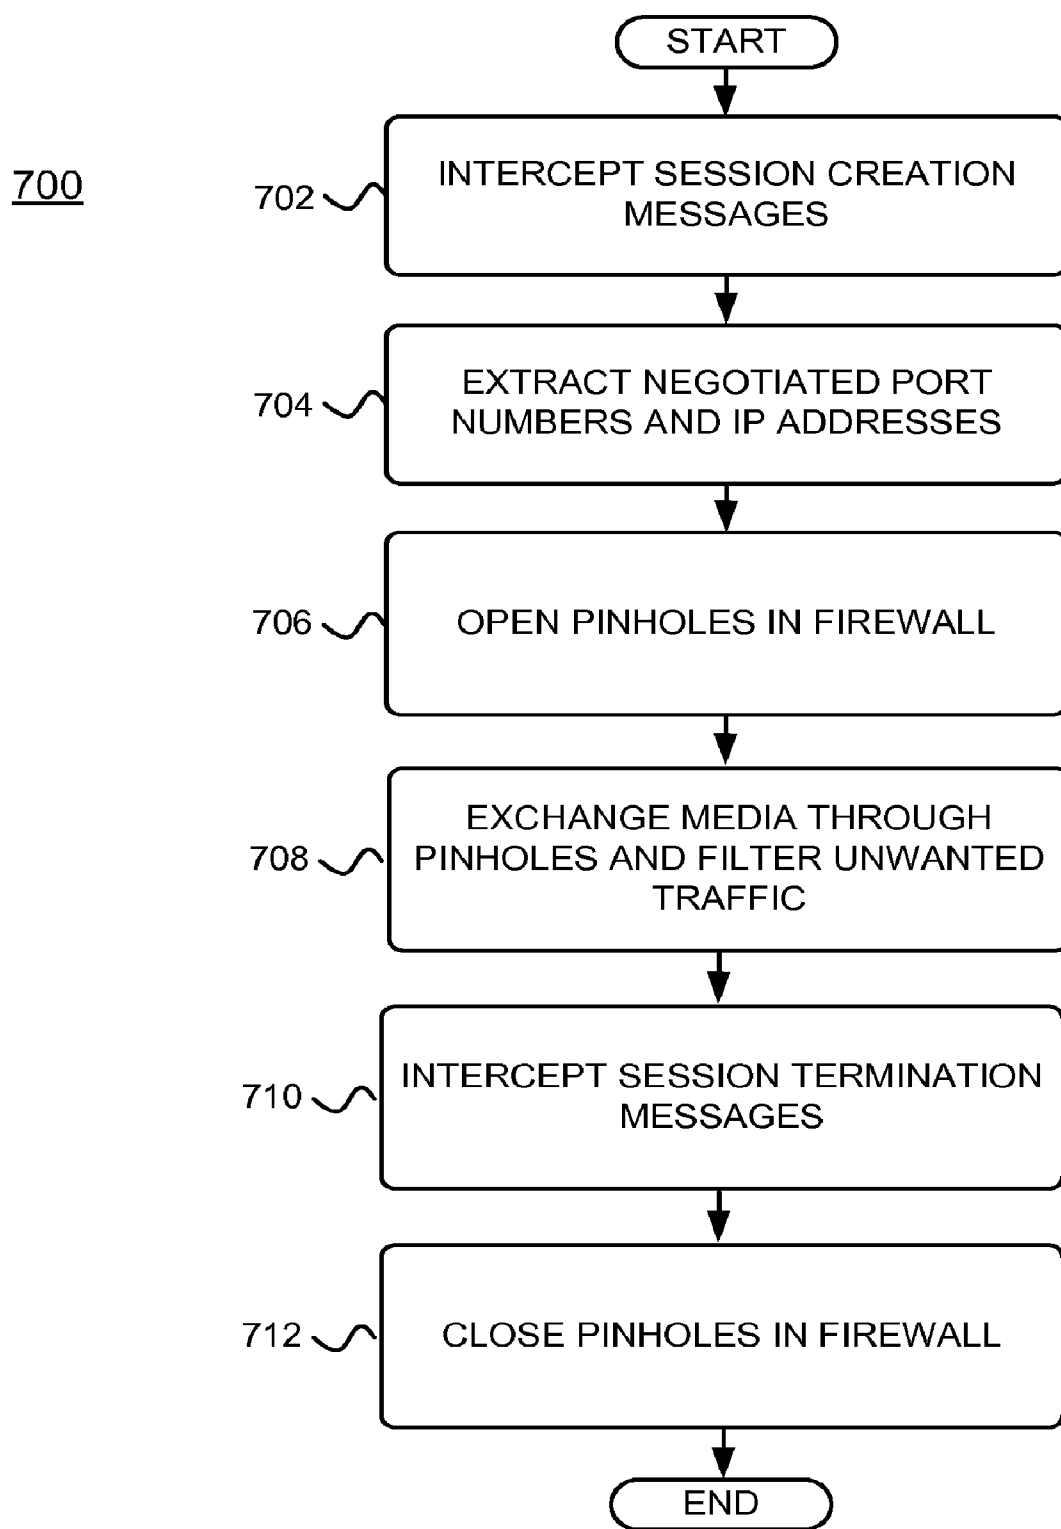 START
700
702
INTERCEPT SESSION CREATION
MESSAGES
704
EXTRACT NEGOTIATED PORT
NUMBERS AND IP ADDRESSES
706
OPEN PINHOLES IN FIREWALL
708
EXCHANGE MEDIA THROUGH
PINHOLES AND FILTER UNWANTED
TRAFFIC
710
INTERCEPT SESSION TERMINATION
MESSAGES
712
CLOSE PINHOLES IN FIREWALL
END